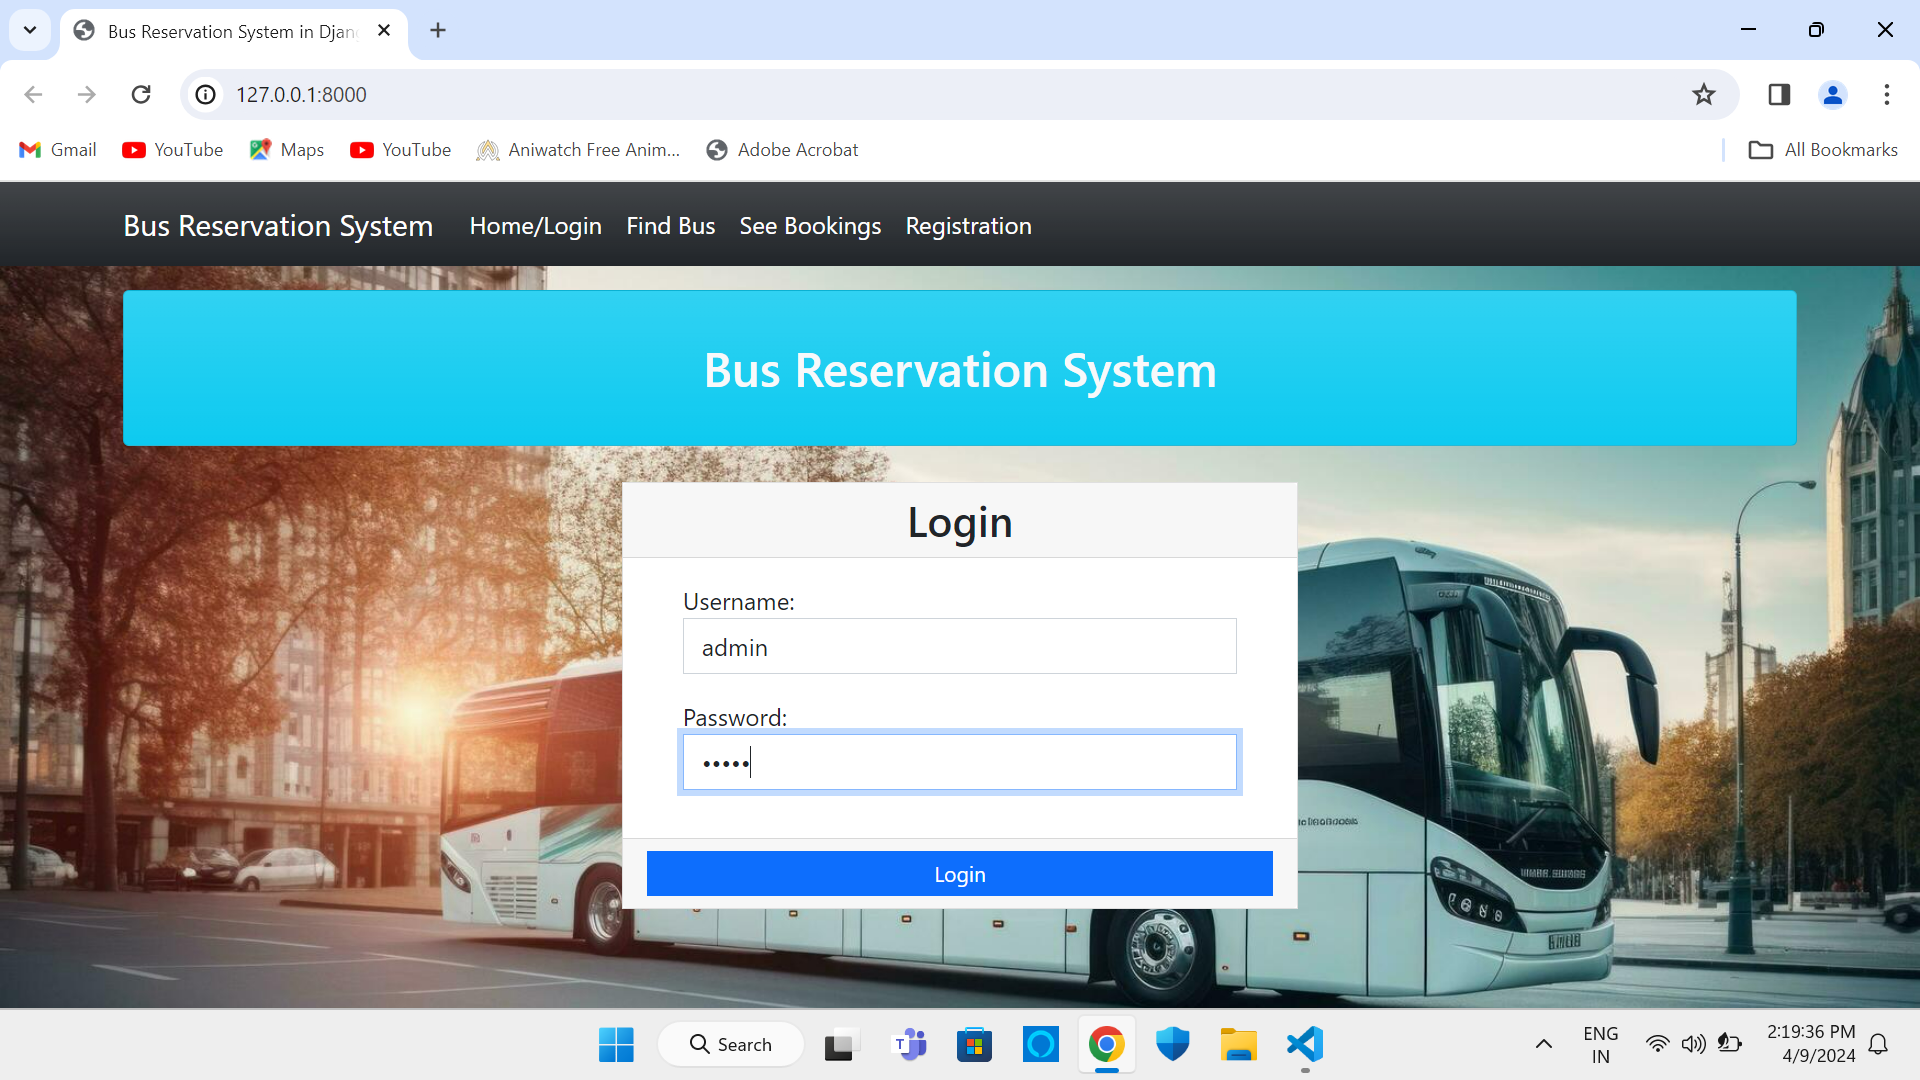 Bus Reservation System in Djan
127.0.0.1:8000
Gmail
YouTube
Maps
YouTube
Aniwatch Free Anim...
Adobe Acrobat
All Bookmarks
Bus Reservation System
Home/Login
Find Bus
See Bookings
Registration
Bus Reservation System
Login
Username:
admin
Password:
•••••
Login
Search
ENG
IN
2:19:36 PM
4/9/2024